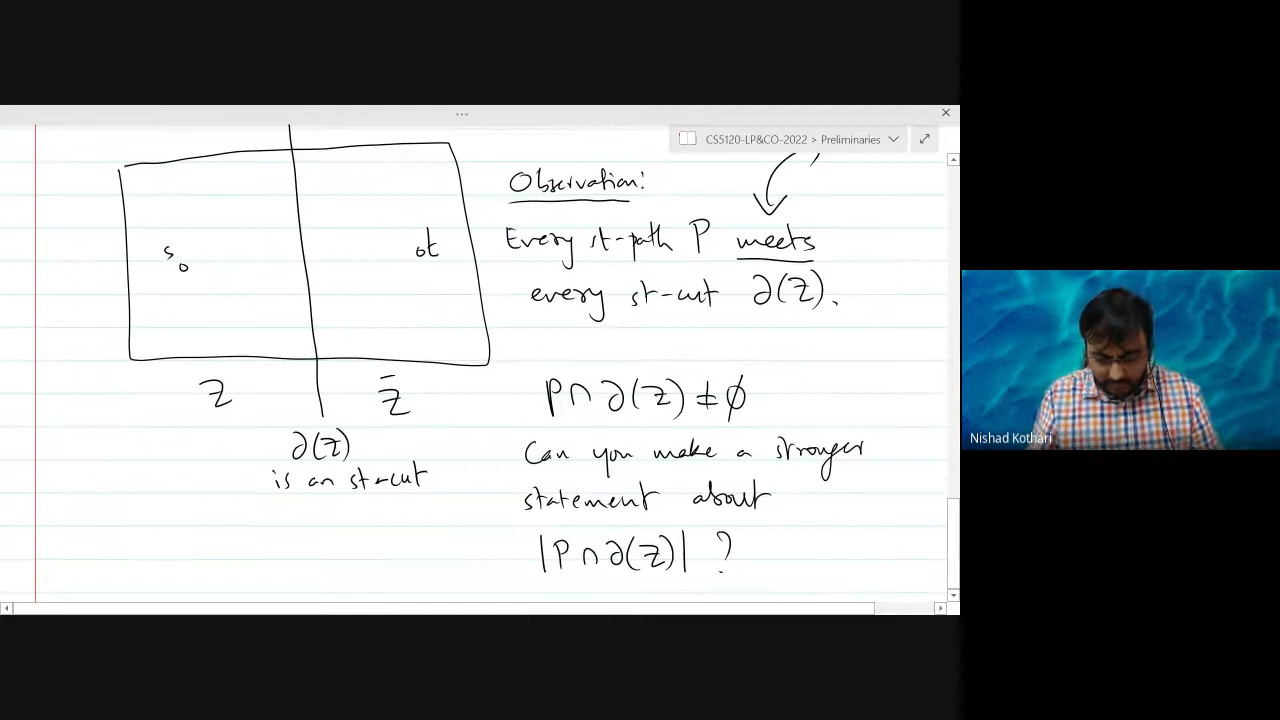 CS5120-LP&CO-2022 > Preliminaries
Observation:
Every st-path P meets
every st-cut ∂(Z).
s
t
Z
Z̄
∂(Z)
is an st-cut
P∩∂(Z) ≠ ∅
Can you make a stronger
statement about
|P∩∂(Z)| ?
Nishad Kothari